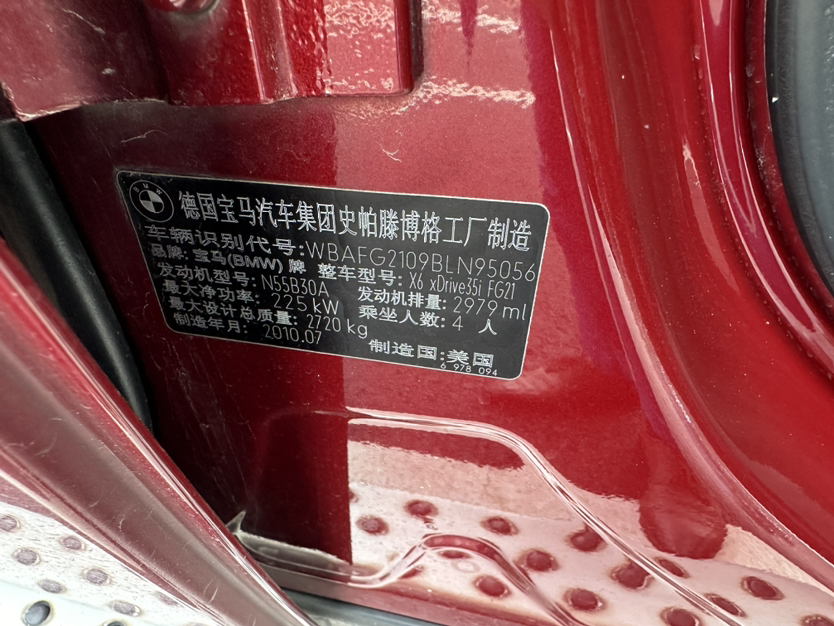 BMW
德国宝马汽车集团史帕滕博格工厂制造
车辆识别代号:WBAFG2109BLN95056
品牌: 宝马(BMW) 牌 整车型号: X6 xDrive35i FG21
发动机型号: N55B30A 发动机排量: 2979 ml
最大净功率: 225 kW 乘坐人数: 4 人
最大设计总质量: 2720 kg
制造年月: 2010.07
制造国: 美国
6 978 094